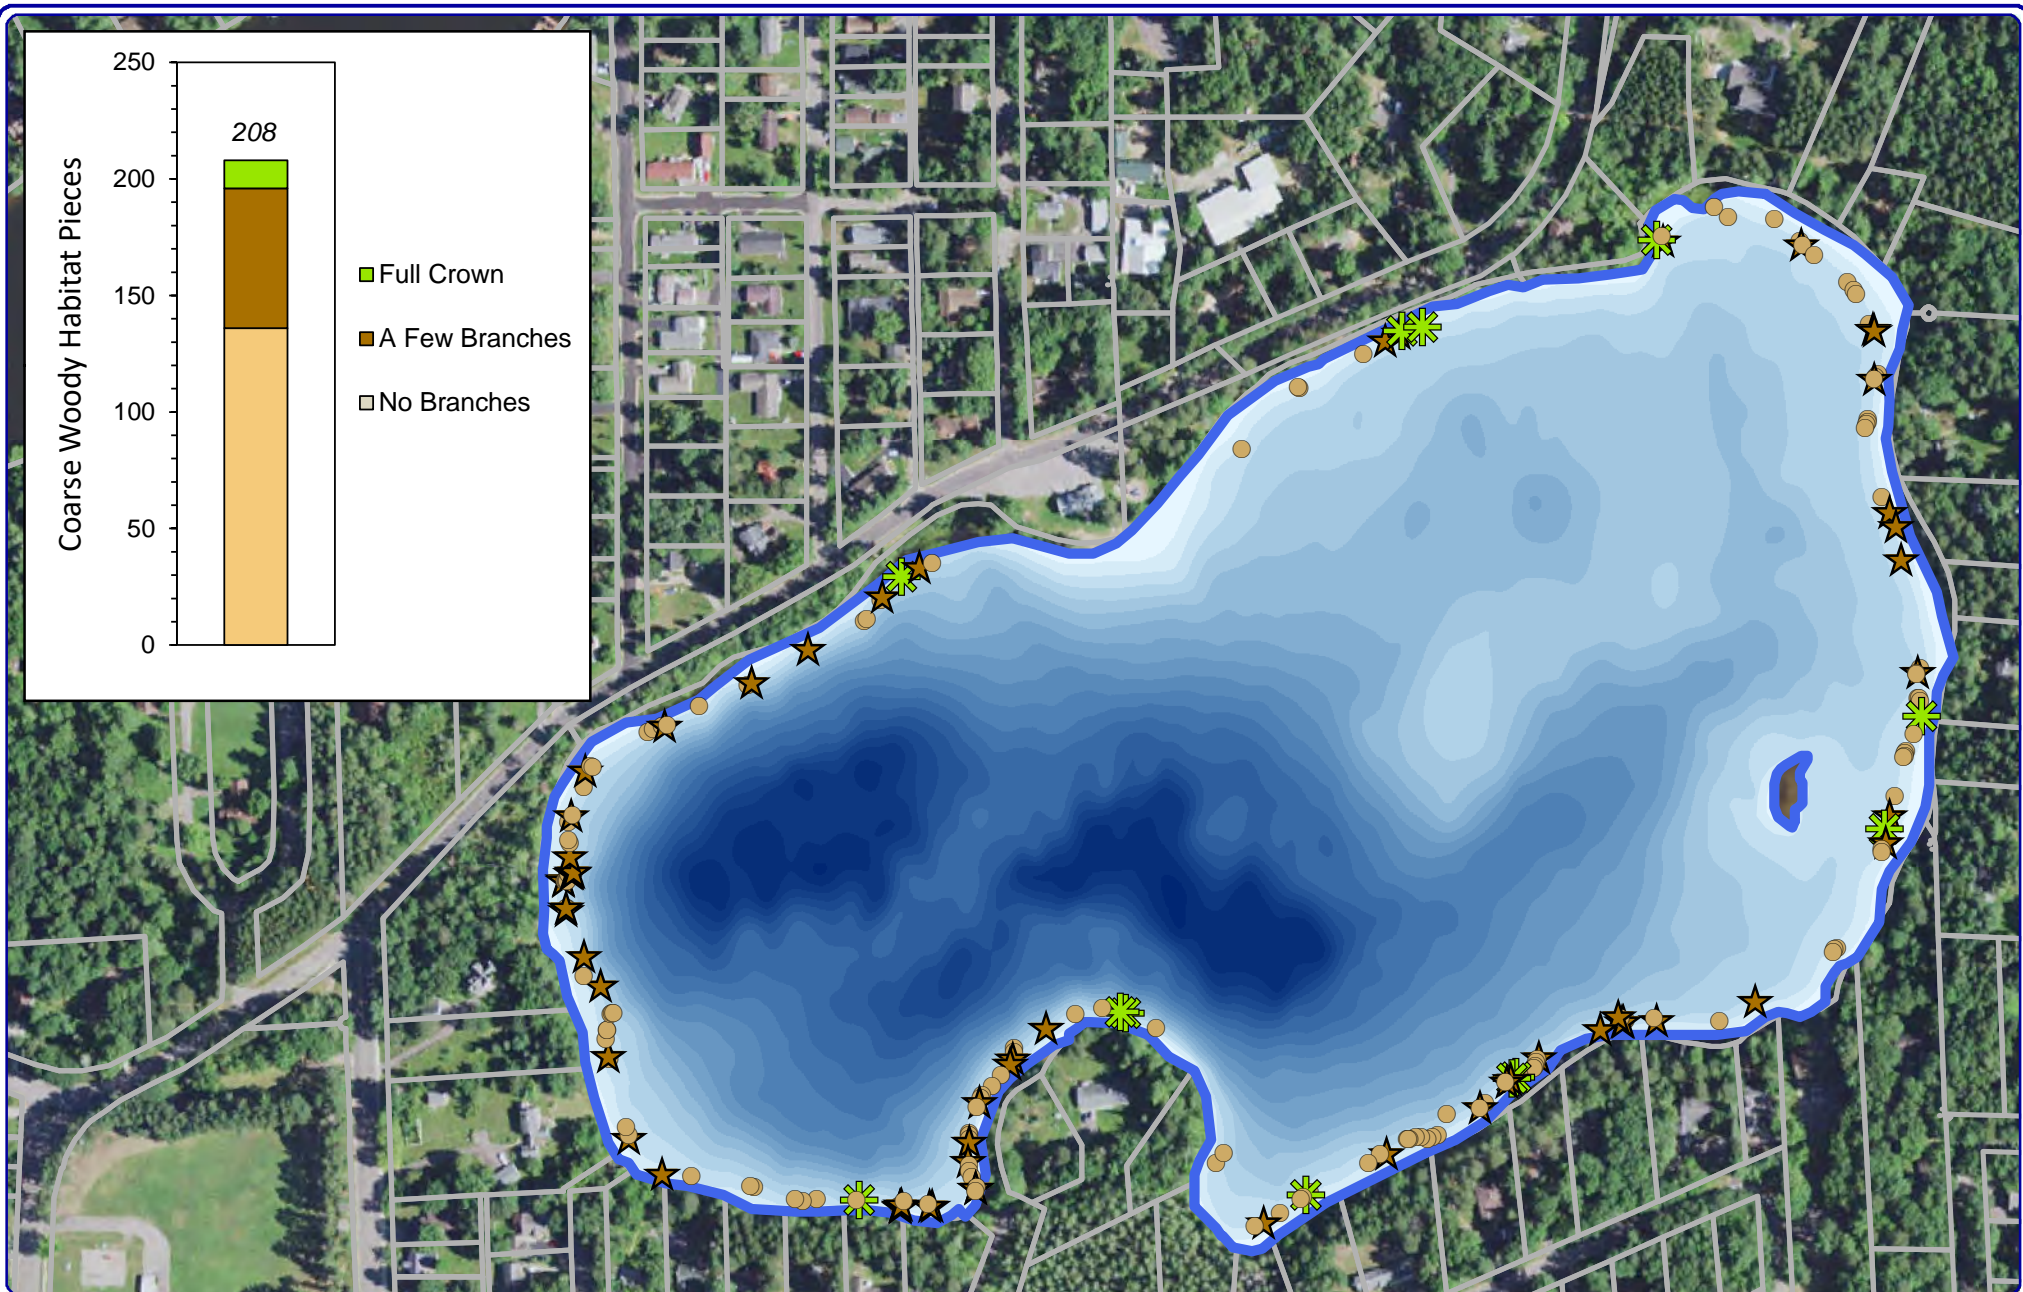 Coarse Woody Habitat Pieces
250
200
150
100
50
0
208
Full Crown
A Few Branches
No Branches